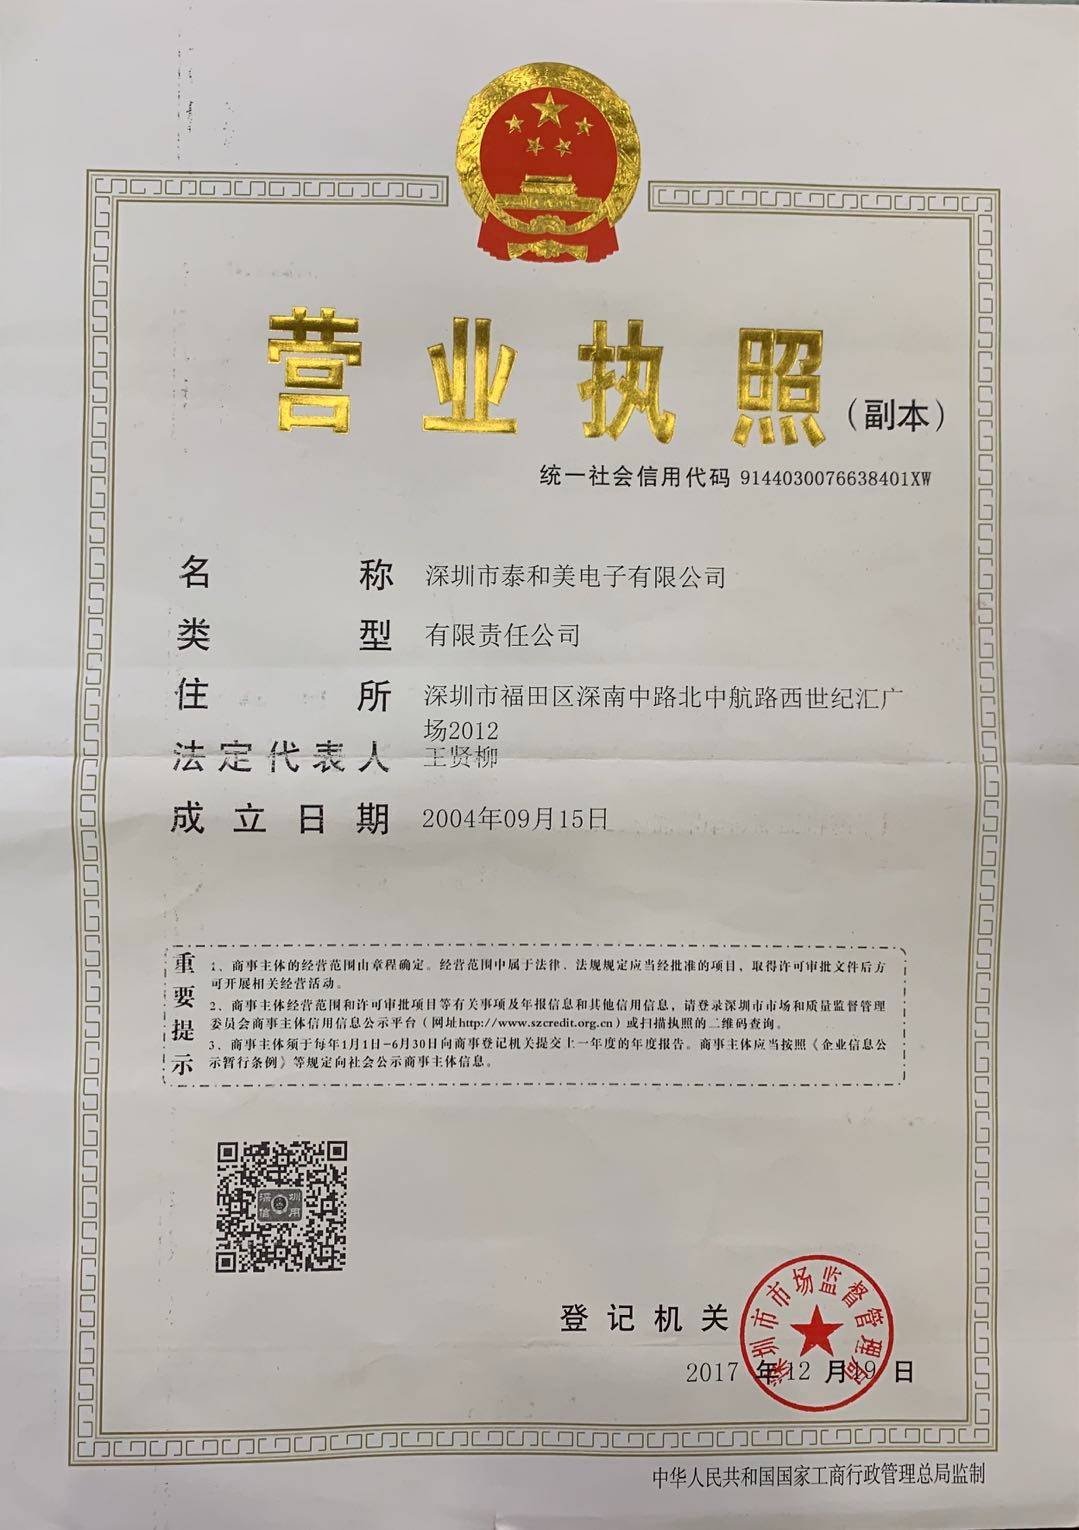 营业执照（副本）
统一社会信用代码 9144030076638401XW
名称 深圳市泰和美电子有限公司
类型 有限责任公司
住所 深圳市福田区深南中路北中航路西世纪汇广
场2012
法定代表人 王贤柳
成立日期 2004年09月15日
重要提示
1、商事主体的经营范围由章程确定。经营范围中属于法律、法规规定应当经批准的项目，取得许可审批文件后方
可开展相关经营活动。
2、商事主体经营范围和许可审批项目等有关事项及年报信息和其他信用信息，请登录深圳市市场和质量监督管理
委员会商事主体信用信息公示平台（网址http://www.szcredit.org.cn）或扫描执照的二维码查询。
3、商事主体须于每年1月1日-6月30日向商事登记机关提交上一年度的年度报告。商事主体应当按照《企业信息公
示暂行条例》等规定向社会公示商事主体信息。
深圳
信用
登记机关
深圳市市场监督管理局
2017 年 12 月 19 日
中华人民共和国国家工商行政管理总局监制